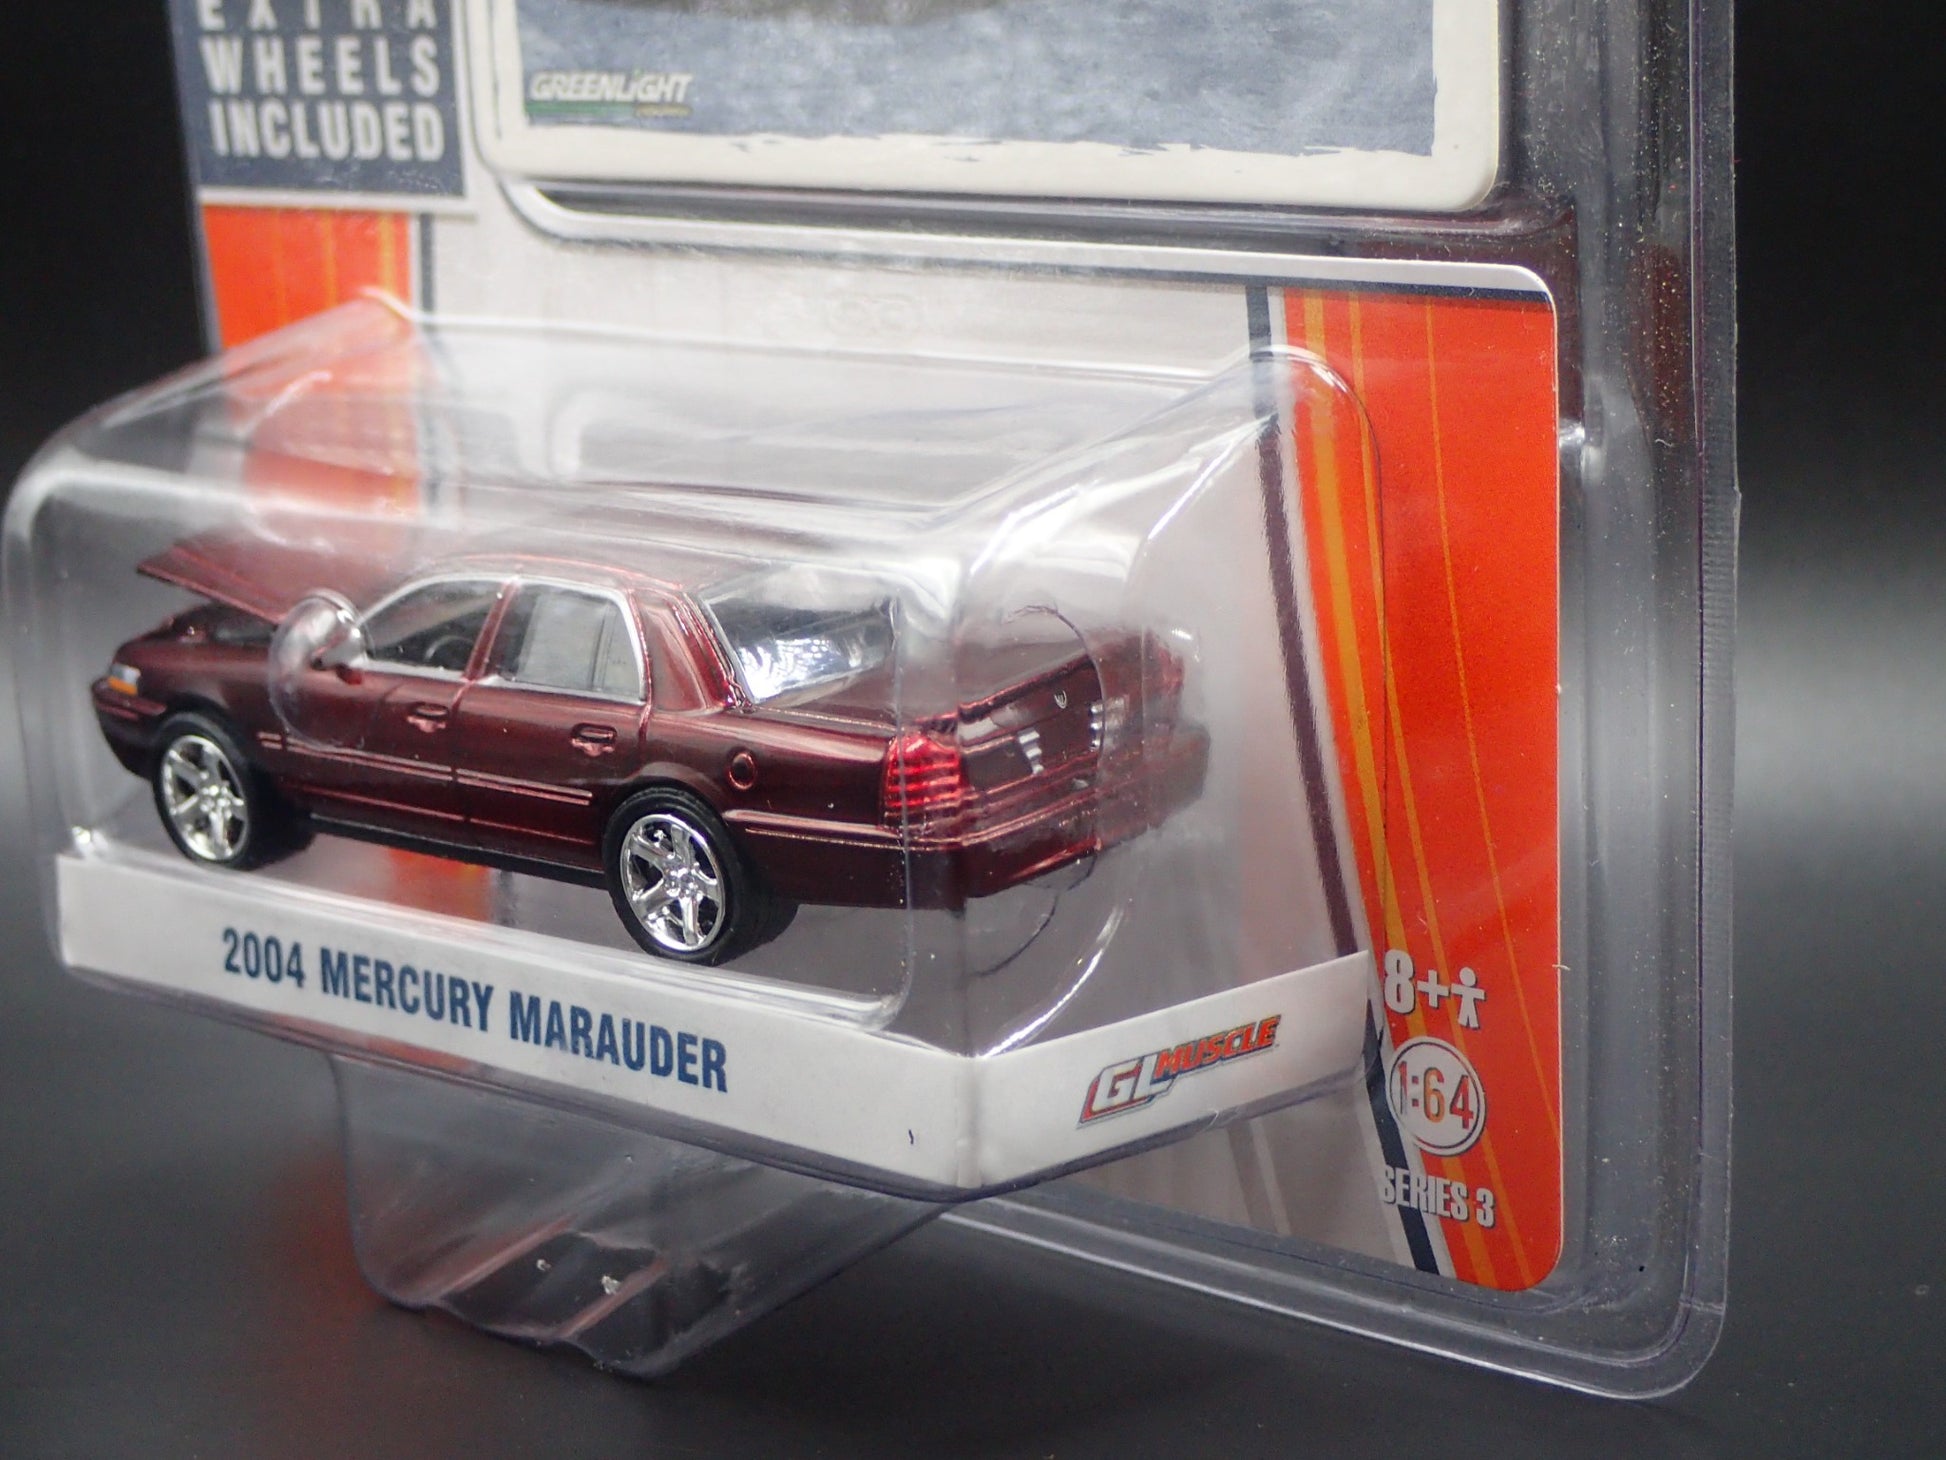 EXTRA
WHEELS
INCLUDED
GREENLiGHT
2004 MERCURY MARAUDER
GL MUSCLE
8+
1:64
SERIES 3